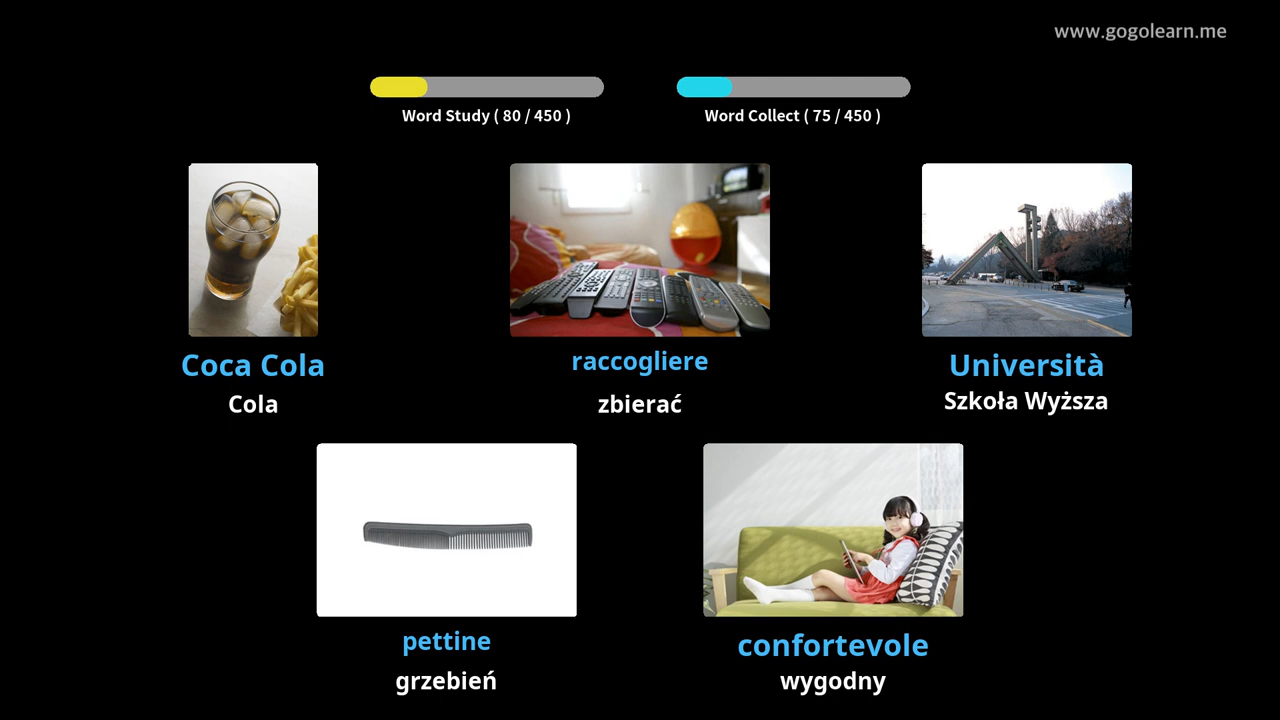 www.gogolearn.me
Word Study ( 80 / 450 )
Word Collect ( 75 / 450 )
Coca Cola
Cola
raccogliere
zbierać
Università
Szkoła Wyższa
pettine
grzebień
confortevole
wygodny